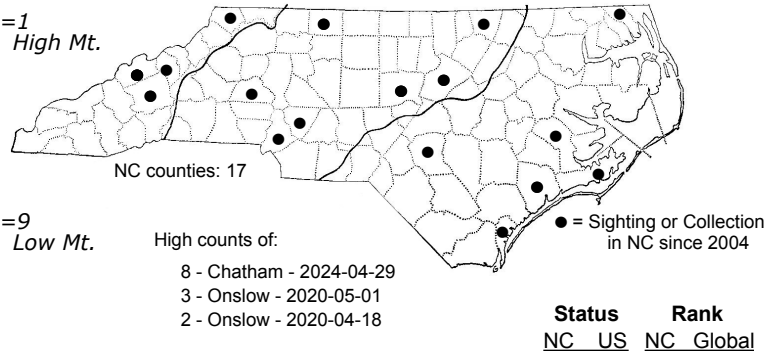 =1
High Mt.
NC counties: 17
=9
Low Mt.
High counts of:
8 - Chatham - 2024-04-29
3 - Onslow - 2020-05-01
2 - Onslow - 2020-04-18
● = Sighting or Collection
in NC since 2004
Status Rank
NC US NC Global